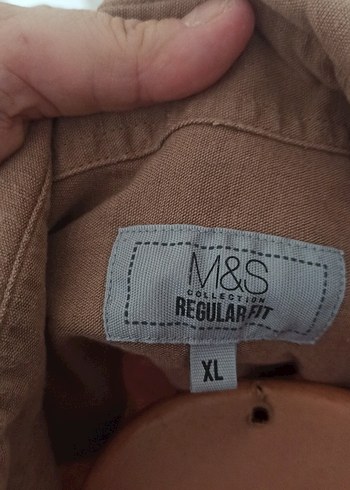 M&S
COLLECTION
REGULAR FIT
XL